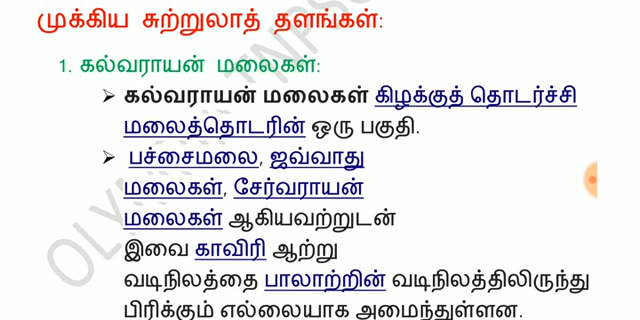 முக்கிய சுற்றுலாத் தளங்கள்:
1. கல்வராயன் மலைகள்:
➢ கல்வராயன் மலைகள் கிழக்குத் தொடர்ச்சி
மலைத்தொடரின் ஒரு பகுதி.
➢ பச்சைமலை, ஜவ்வாது
மலைகள், சேர்வராயன்
மலைகள் ஆகியவற்றுடன்
இவை காவிரி ஆற்று
வடிநிலத்தை பாலாற்றின் வடிநிலத்திலிருந்து
பிரிக்கும் எல்லையாக அமைந்துள்ளன.